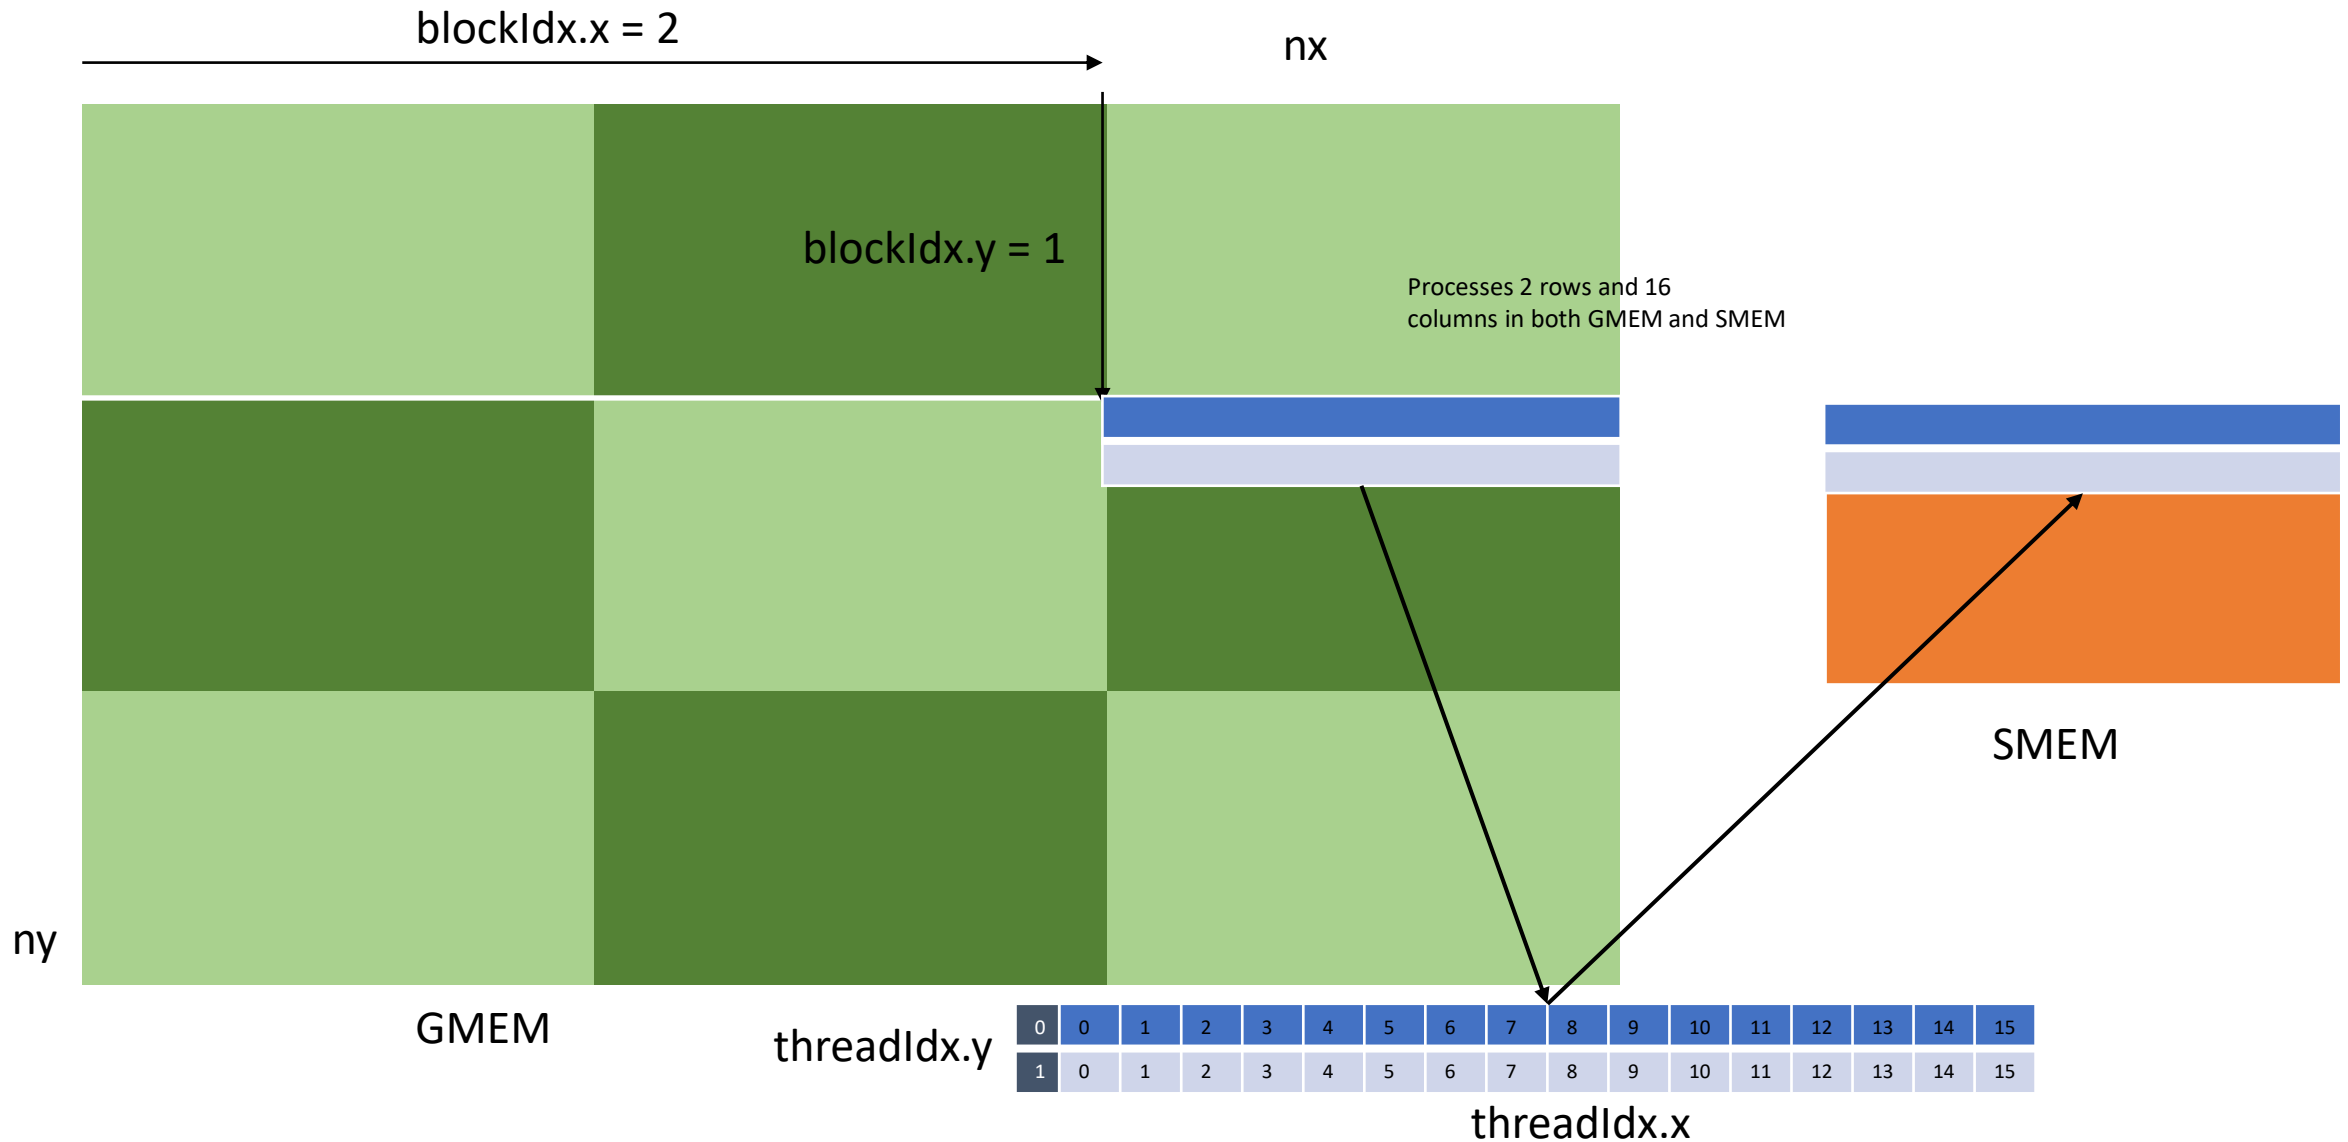 blockIdx.x = 2
nx
blockIdx.y = 1
Processes 2 rows and 16
columns in both GMEM and SMEM
SMEM
ny
GMEM
threadIdx.y
0 0 1 2 3 4 5 6 7 8 9 10 11 12 13 14 15
1 0 1 2 3 4 5 6 7 8 9 10 11 12 13 14 15
threadIdx.x